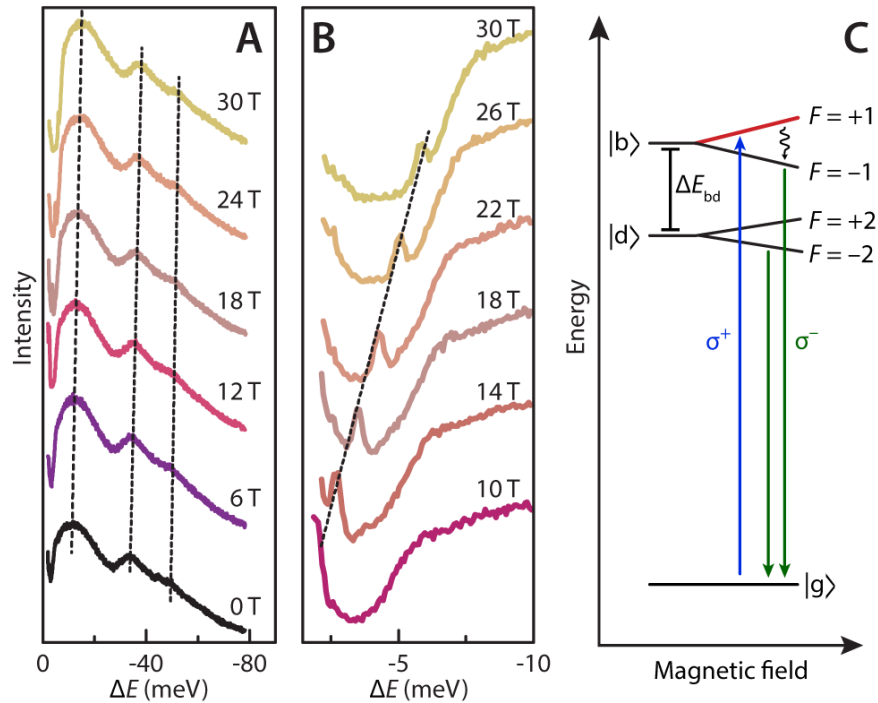 A
30 T
24 T
18 T
12 T
6 T
0 T
Intensity
0
-40
-80
ΔE (meV)
B
30 T
26 T
22 T
18 T
14 T
10 T
-5
-10
ΔE (meV)
C
Energy
|b⟩
F = +1
F = –1
ΔE_bd
|d⟩
F = +2
F = –2
σ⁺
σ⁻
|g⟩
Magnetic field